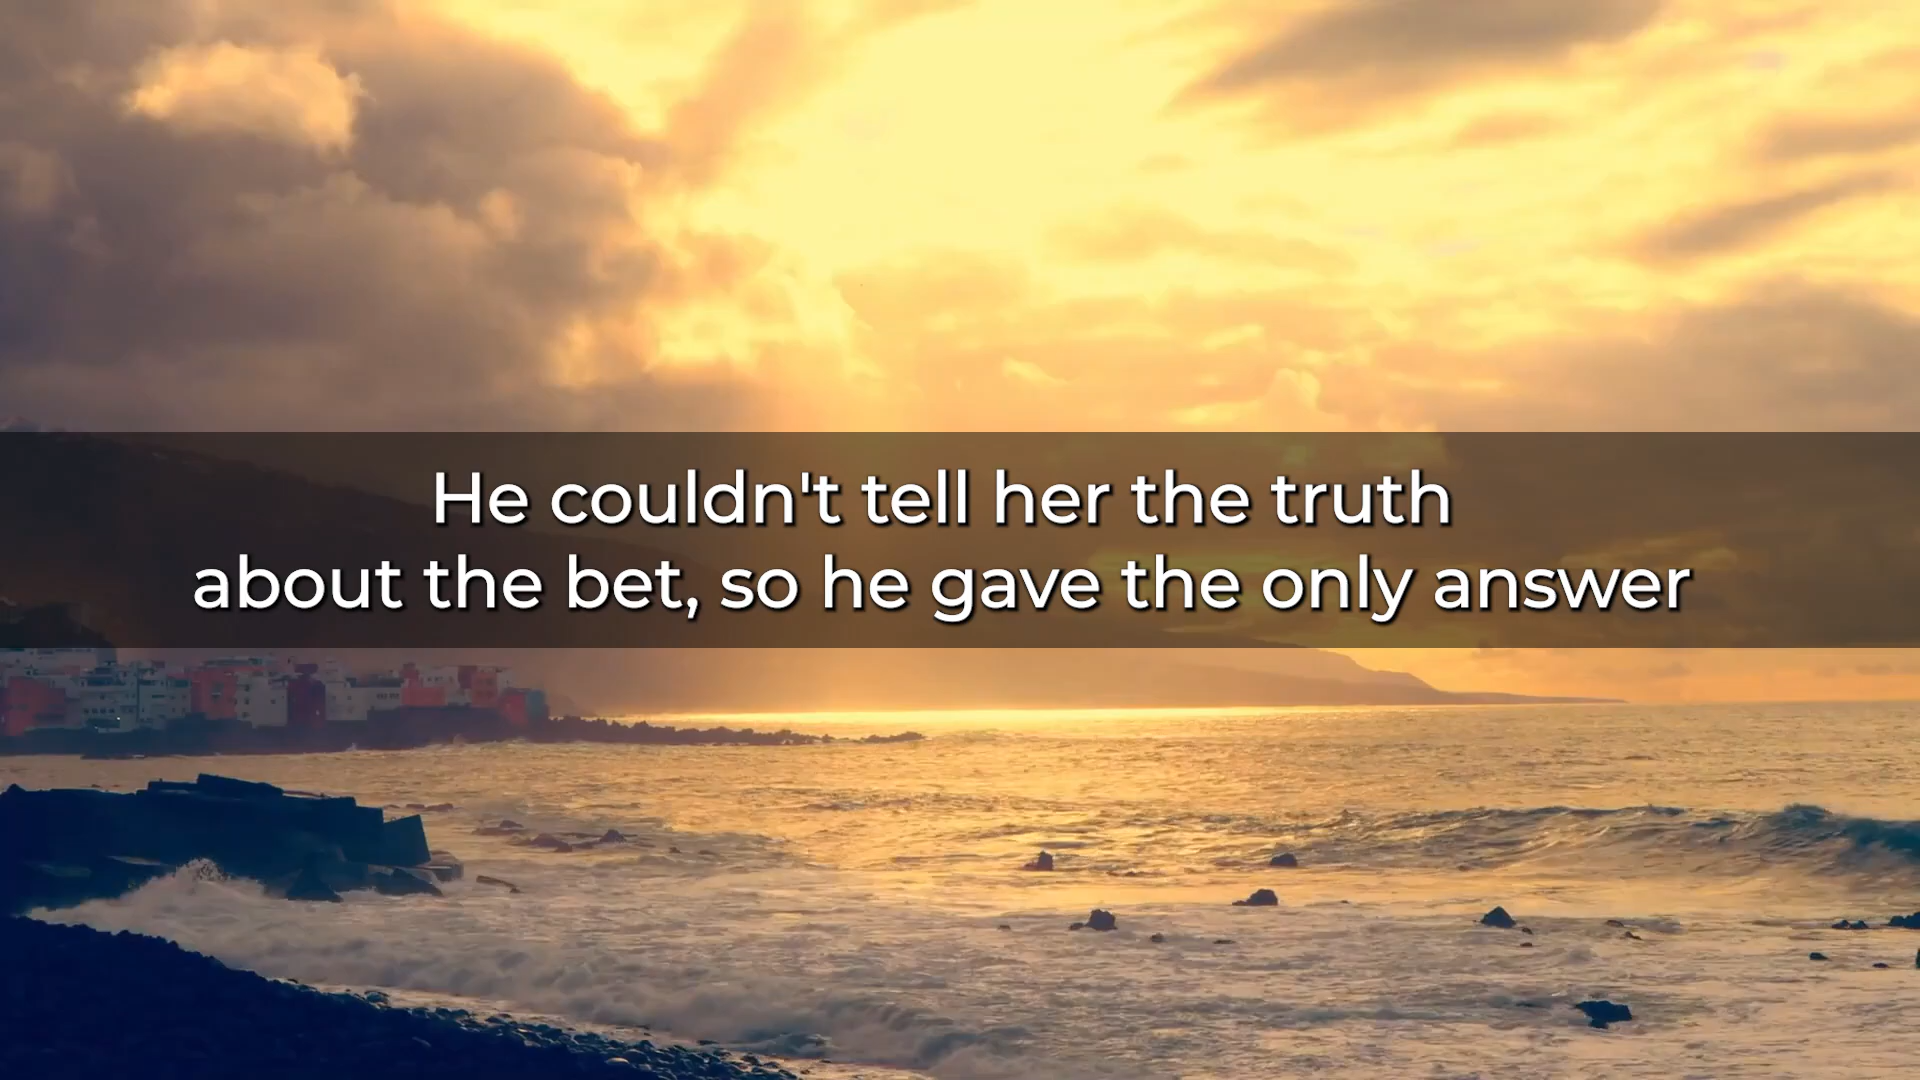 He couldn't tell her the truth
about the bet, so he gave the only answer